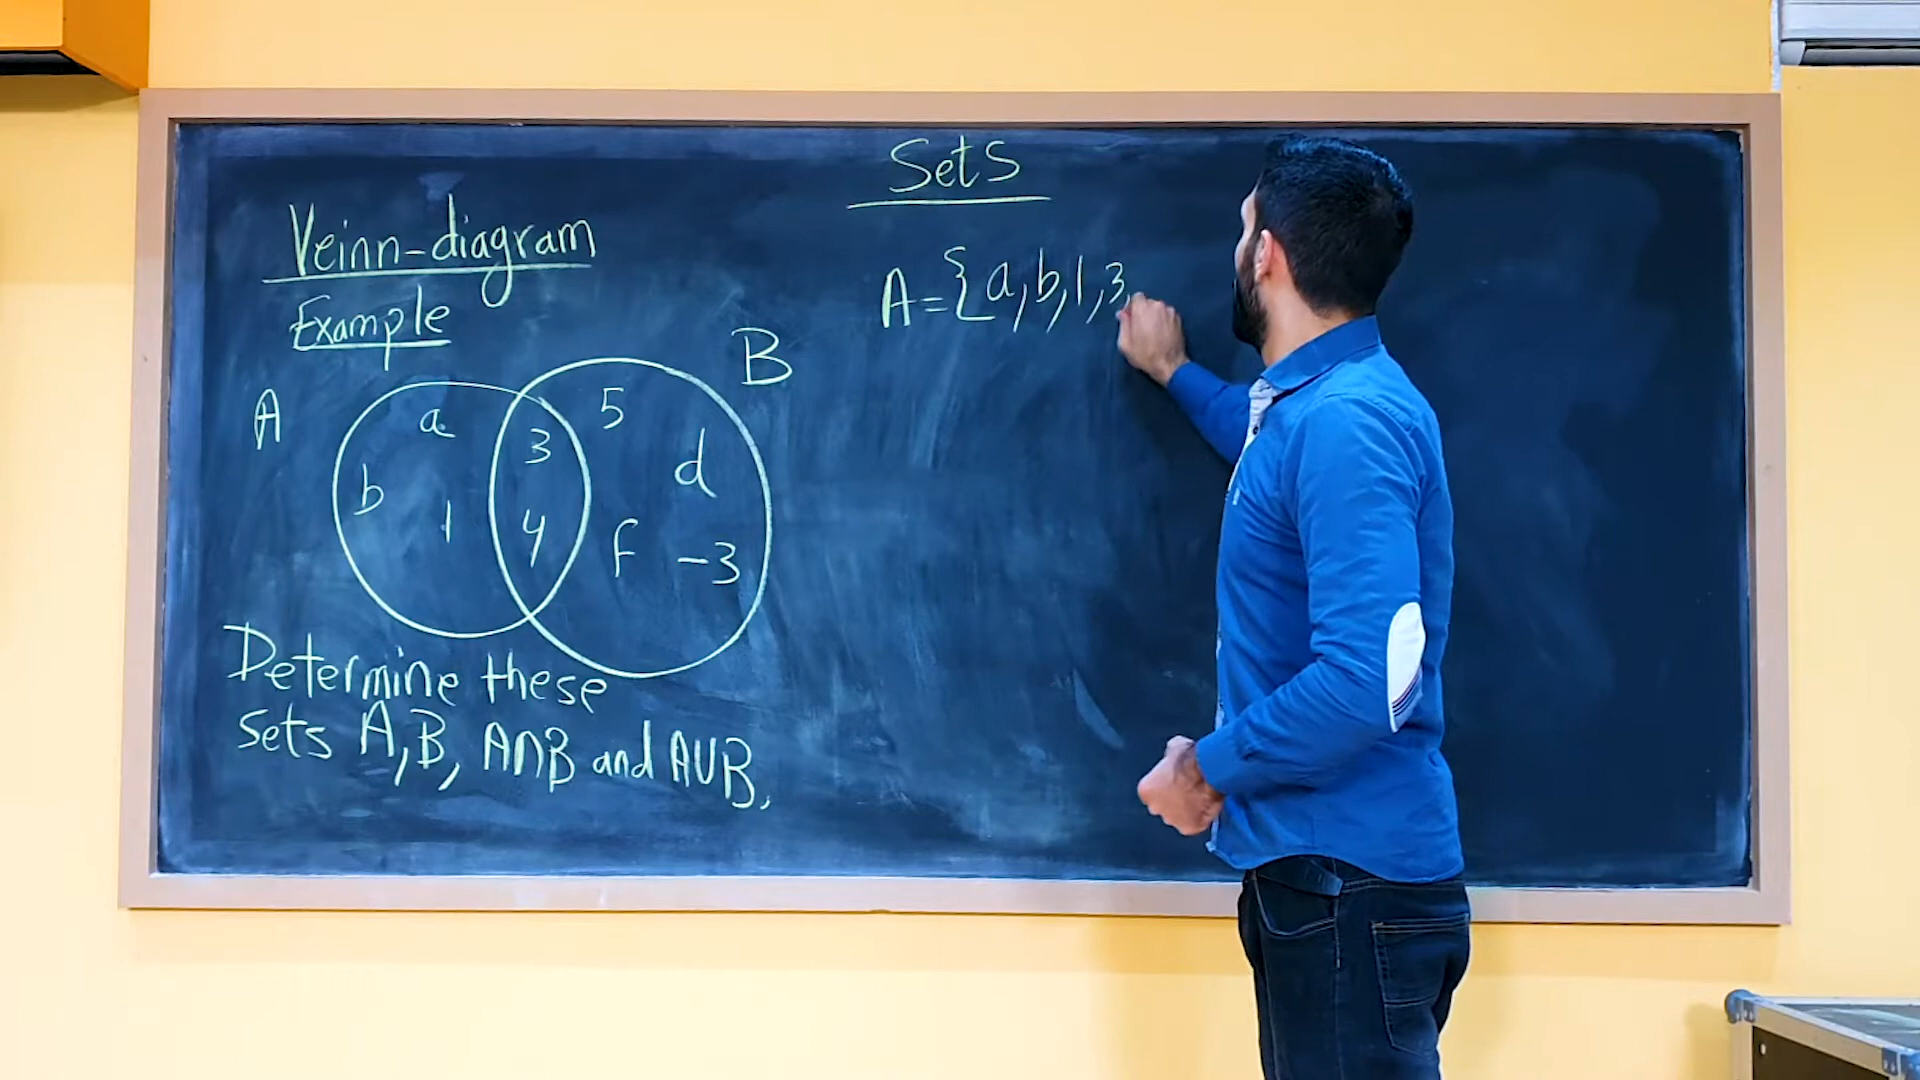 Sets
Veinn-diagram
Example
A={a,b,1,3,
A
B
a
5
3
d
b
1
4
f
-3
Determine these
sets A,B, A∩B and A∪B,